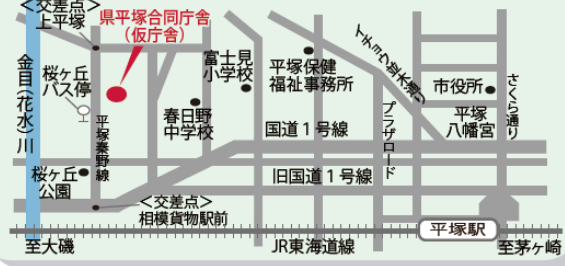 ＜交差点＞
上平塚
県平塚合同庁舎
（仮庁舎）
富士見
小学校
平塚保健
福祉事務所
イチョウ並木通り
市役所
さくら通り
金目（花水）川
桜ヶ丘
バス停
平塚秦野線
春日野
中学校
国道１号線
プラザロード
平塚
八幡宮
桜ヶ丘
公園
旧国道１号線
＜交差点＞
相模貨物駅前
平塚駅
至大磯
JR東海道線
至茅ヶ崎